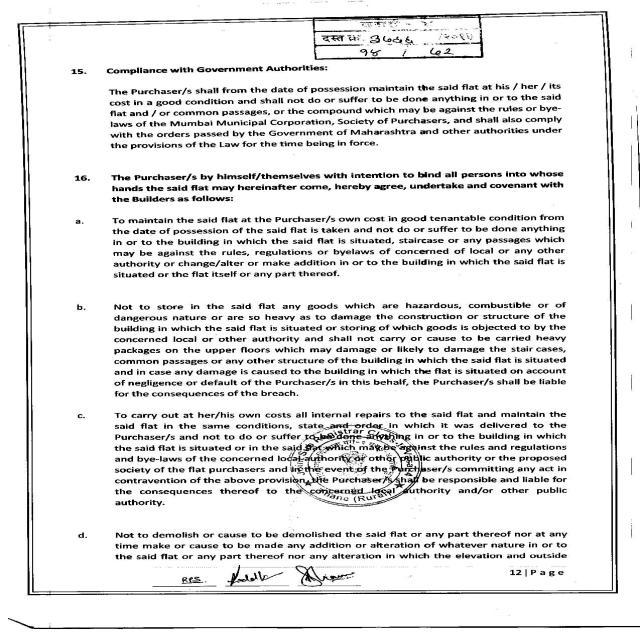 दस्त क्र. 3644 /2011
14 / 62
15. Compliance with Government Authorities:
The Purchaser/s shall from the date of possession maintain the said flat at his / her / its
cost in a good condition and shall not do or suffer to be done anything in or to the said
flat and / or common passages, or the compound which may be against the rules or bye-
laws of the Mumbai Municipal Corporation, Society of Purchasers, and shall also comply
with the orders passed by the Government of Maharashtra and other authorities under
the provisions of the Law for the time being in force.
16. The Purchaser/s by himself/themselves with intention to bind all persons into whose
hands the said flat may hereinafter come, hereby agree, undertake and covenant with
the Builders as follows:
a. To maintain the said flat at the Purchaser/s own cost in good tenantable condition from
the date of possession of the said flat is taken and not do or suffer to be done anything
in or to the building in which the said flat is situated, staircase or any passages which
may be against the rules, regulations or byelaws of concerned of local or any other
authority or change/alter or make addition in or to the building in which the said flat is
situated or the flat itself or any part thereof.
b. Not to store in the said flat any goods which are hazardous, combustible or of
dangerous nature or are so heavy as to damage the construction or structure of the
building in which the said flat is situated or storing of which goods is objected to by the
concerned local or other authority and shall not carry or cause to be carried heavy
packages on the upper floors which may damage or likely to damage the stair cases,
common passages or any other structure of the building in which the said flat is situated
and in case any damage is caused to the building in which the flat is situated on account
of negligence or default of the Purchaser/s in this behalf, the Purchaser/s shall be liable
for the consequences of the breach.
c. To carry out at her/his own costs all internal repairs to the said flat and maintain the
said flat in the same conditions, state and order in which it was delivered to the
Purchaser/s and not to do or suffer to be done anything in or to the building in which
the said flat is situated or in the said flat which may be against the rules and regulations
and bye-laws of the concerned local authority or other public authority or the proposed
society of the flat purchasers and in the event of the Purchaser/s committing any act in
contravention of the above provision, the Purchaser/s shall be responsible and liable for
the consequences thereof to the concerned local authority and/or other public
authority.
d. Not to demolish or cause to be demolished the said flat or any part thereof nor at any
time make or cause to be made any addition or alteration of whatever nature in or to
the said flat or any part thereof nor any alteration in which the elevation and outside
12 | Page